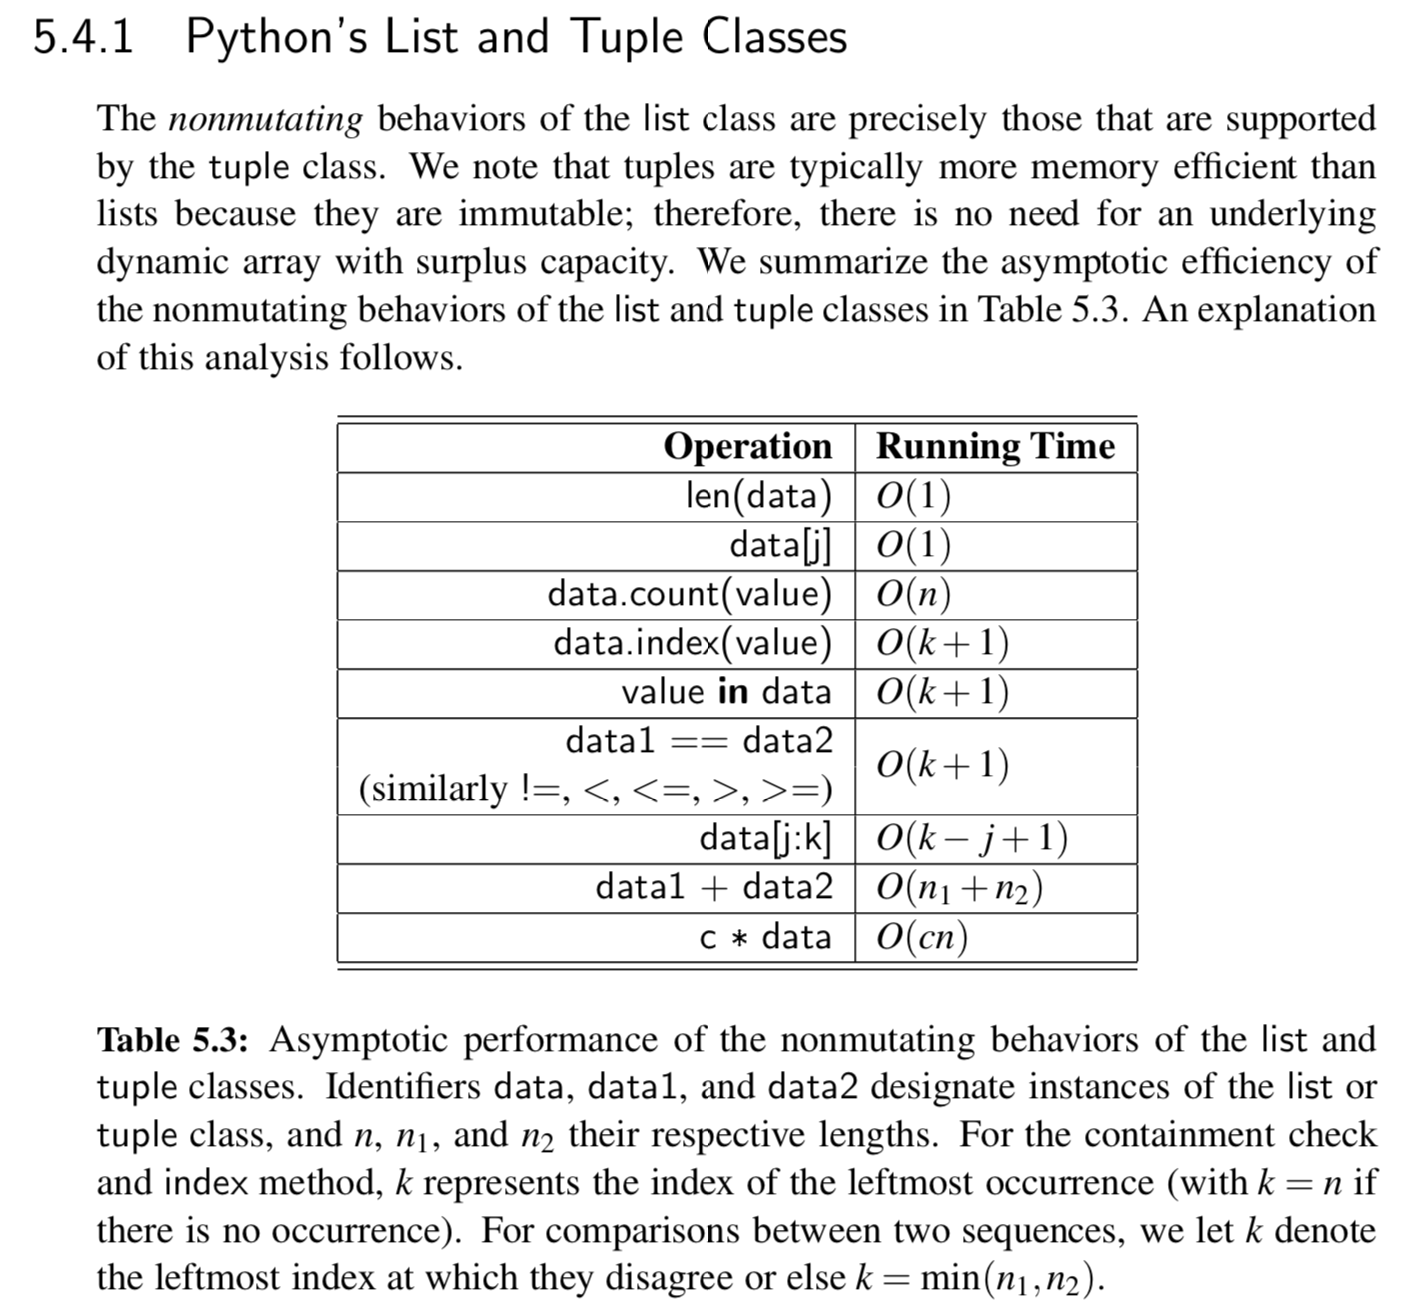 5.4.1 Python's List and Tuple Classes
The nonmutating behaviors of the list class are precisely those that are supported
by the tuple class. We note that tuples are typically more memory efficient than
lists because they are immutable; therefore, there is no need for an underlying
dynamic array with surplus capacity. We summarize the asymptotic efficiency of
the nonmutating behaviors of the list and tuple classes in Table 5.3. An explanation
of this analysis follows.
Operation Running Time
len(data) O(1)
data[j] O(1)
data.count(value) O(n)
data.index(value) O(k+1)
value in data O(k+1)
data1 == data2
(similarly !=, <, <=, >, >=) O(k+1)
data[j:k] O(k−j+1)
data1 + data2 O(n₁+n₂)
c * data O(cn)
Table 5.3: Asymptotic performance of the nonmutating behaviors of the list and
tuple classes. Identifiers data, data1, and data2 designate instances of the list or
tuple class, and n, n₁, and n₂ their respective lengths. For the containment check
and index method, k represents the index of the leftmost occurrence (with k = n if
there is no occurrence). For comparisons between two sequences, we let k denote
the leftmost index at which they disagree or else k = min(n₁,n₂).